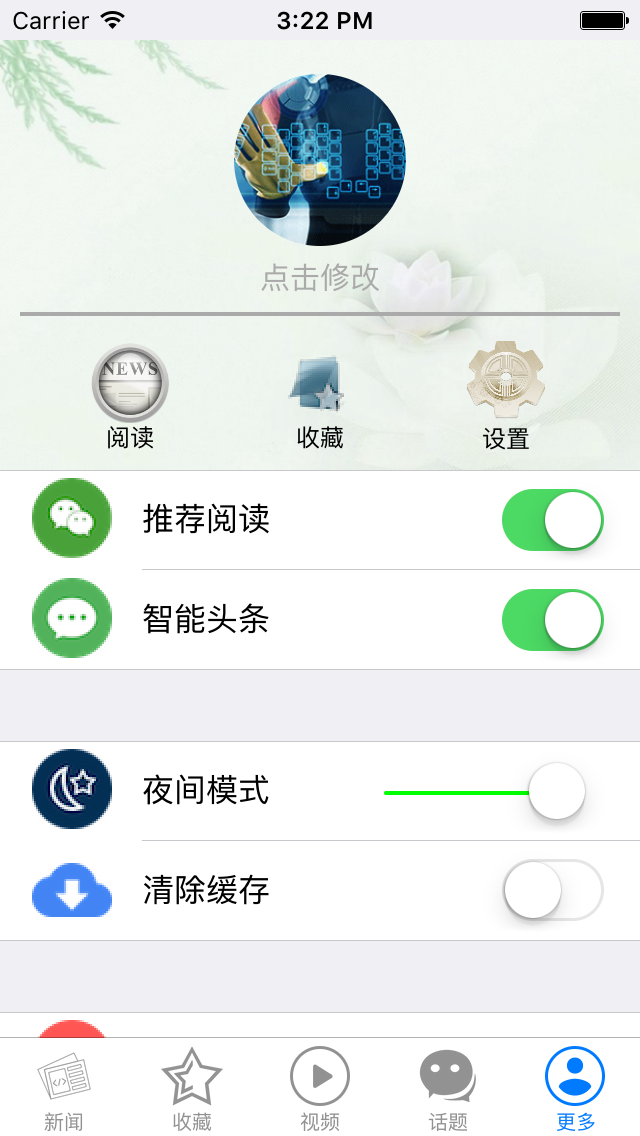 Carrier 3:22 PM
点击修改
NEWS
阅读 收藏 设置
推荐阅读
智能头条
夜间模式
清除缓存
新闻 收藏 视频 话题 更多